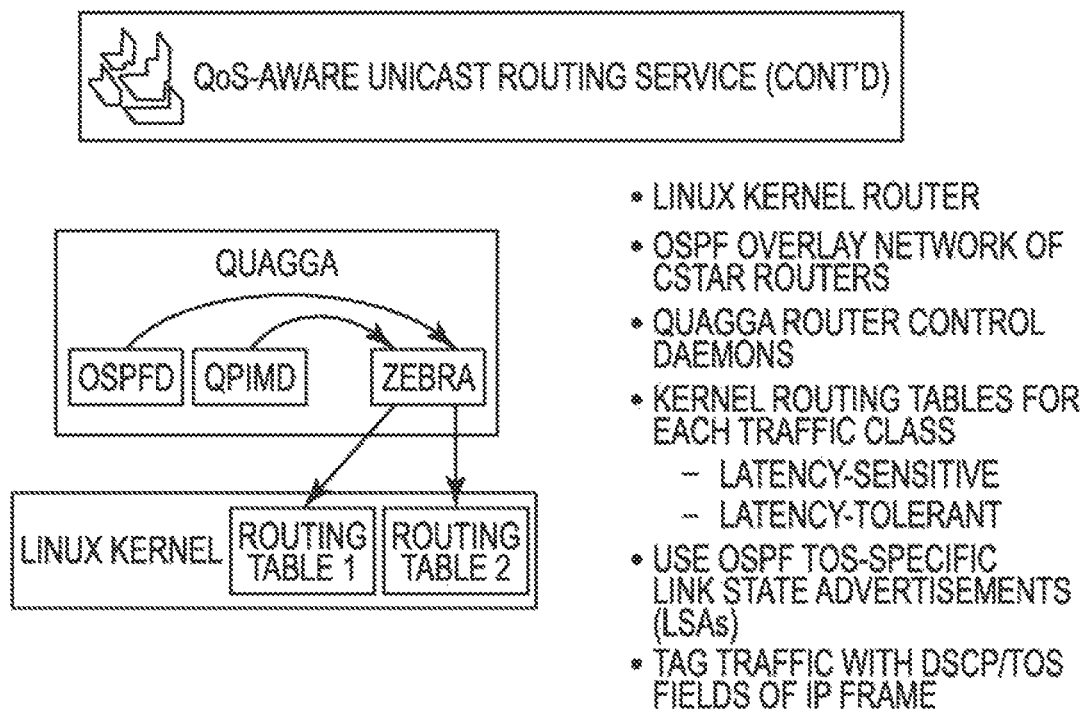 QoS-AWARE UNICAST ROUTING SERVICE (CONT'D)
QUAGGA
OSPFD
QPIMD
ZEBRA
LINUX KERNEL
ROUTING
TABLE 1
ROUTING
TABLE 2
• LINUX KERNEL ROUTER
• OSPF OVERLAY NETWORK OF
CSTAR ROUTERS
• QUAGGA ROUTER CONTROL
DAEMONS
• KERNEL ROUTING TABLES FOR
EACH TRAFFIC CLASS
– LATENCY-SENSITIVE
– LATENCY-TOLERANT
• USE OSPF TOS-SPECIFIC
LINK STATE ADVERTISEMENTS
(LSAs)
• TAG TRAFFIC WITH DSCP/TOS
FIELDS OF IP FRAME